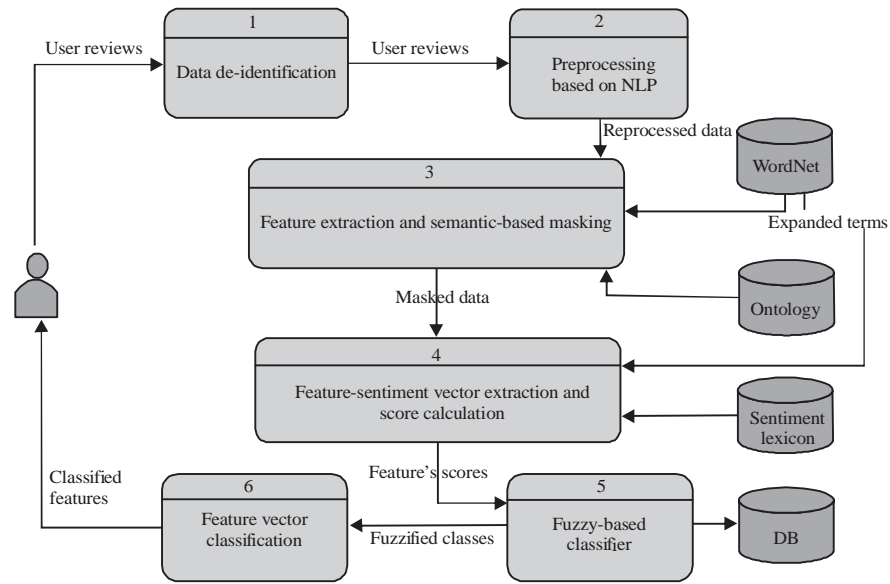 1
2
User reviews
User reviews
Data de-identification
Preprocessing
based on NLP
Reprocessed data
WordNet
3
Feature extraction and semantic-based masking
Expanded terms
Masked data
Ontology
4
Feature-sentiment vector extraction and
score calculation
Sentiment
lexicon
Feature's scores
Classified
features
6
5
Feature vector
classification
Fuzzified classes
Fuzzy-based
classifier
DB